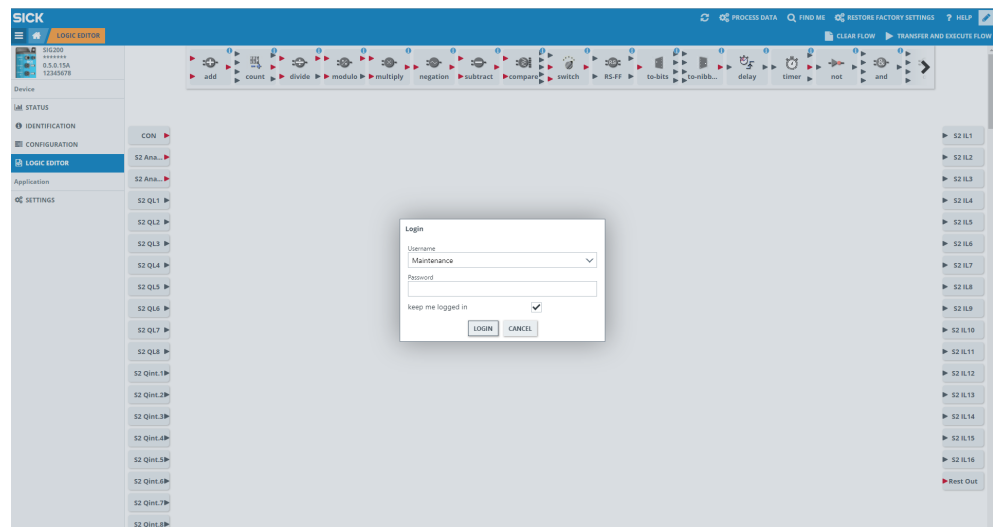 SICK
PROCESS DATA
FIND ME
RESTORE FACTORY SETTINGS
? HELP
LOGIC EDITOR
CLEAR FLOW
TRANSFER AND EXECUTE FLOW
SIG200
*******
0.5.0.15A
12345678
Device
STATUS
IDENTIFICATION
CONFIGURATION
LOGIC EDITOR
Application
SETTINGS
add
count
divide
modulo
multiply
negation
subtract
compare
switch
RS-FF
to-bits
to-nibb...
delay
timer
not
and
CON
S2 Ana...
S2 Ana...
S2 QL1
S2 QL2
S2 QL3
S2 QL4
S2 QL5
S2 QL6
S2 QL7
S2 QL8
S2 Qint.1
S2 Qint.2
S2 Qint.3
S2 Qint.4
S2 Qint.5
S2 Qint.6
S2 Qint.7
S2 Qint.8
Login
Username
Maintenance
Password
keep me logged in
LOGIN
CANCEL
S2 IL1
S2 IL2
S2 IL3
S2 IL4
S2 IL5
S2 IL6
S2 IL7
S2 IL8
S2 IL9
S2 IL10
S2 IL11
S2 IL12
S2 IL13
S2 IL14
S2 IL15
S2 IL16
Rest Out